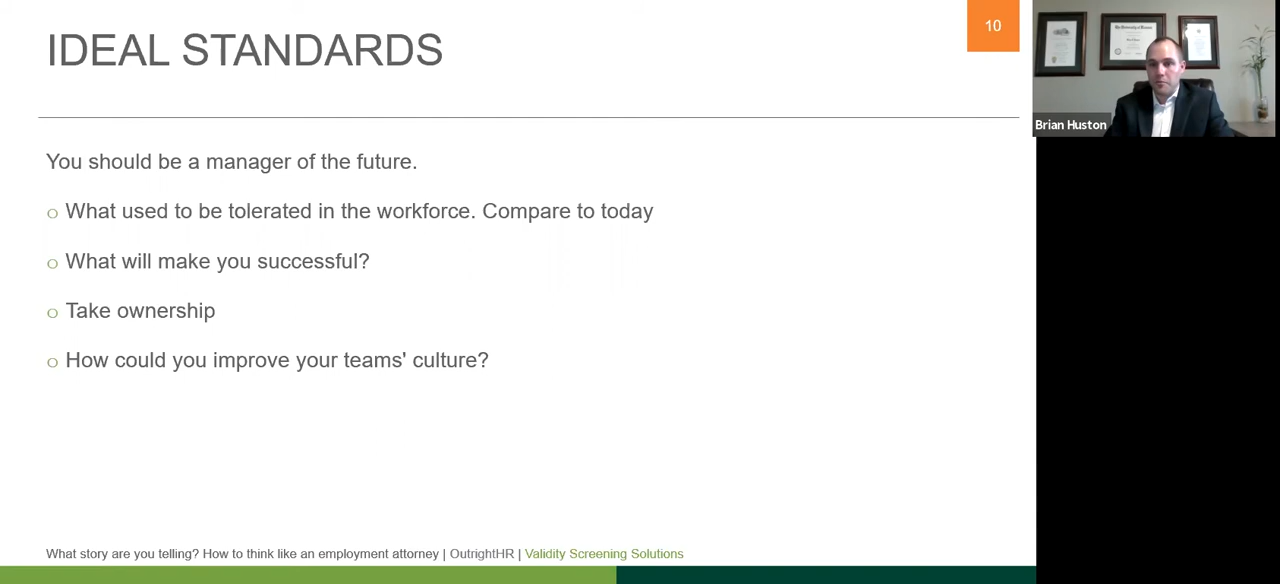 IDEAL STANDARDS
10
Brian Huston
You should be a manager of the future.
o What used to be tolerated in the workforce. Compare to today
o What will make you successful?
o Take ownership
o How could you improve your teams' culture?
What story are you telling? How to think like an employment attorney | OutrightHR | Validity Screening Solutions